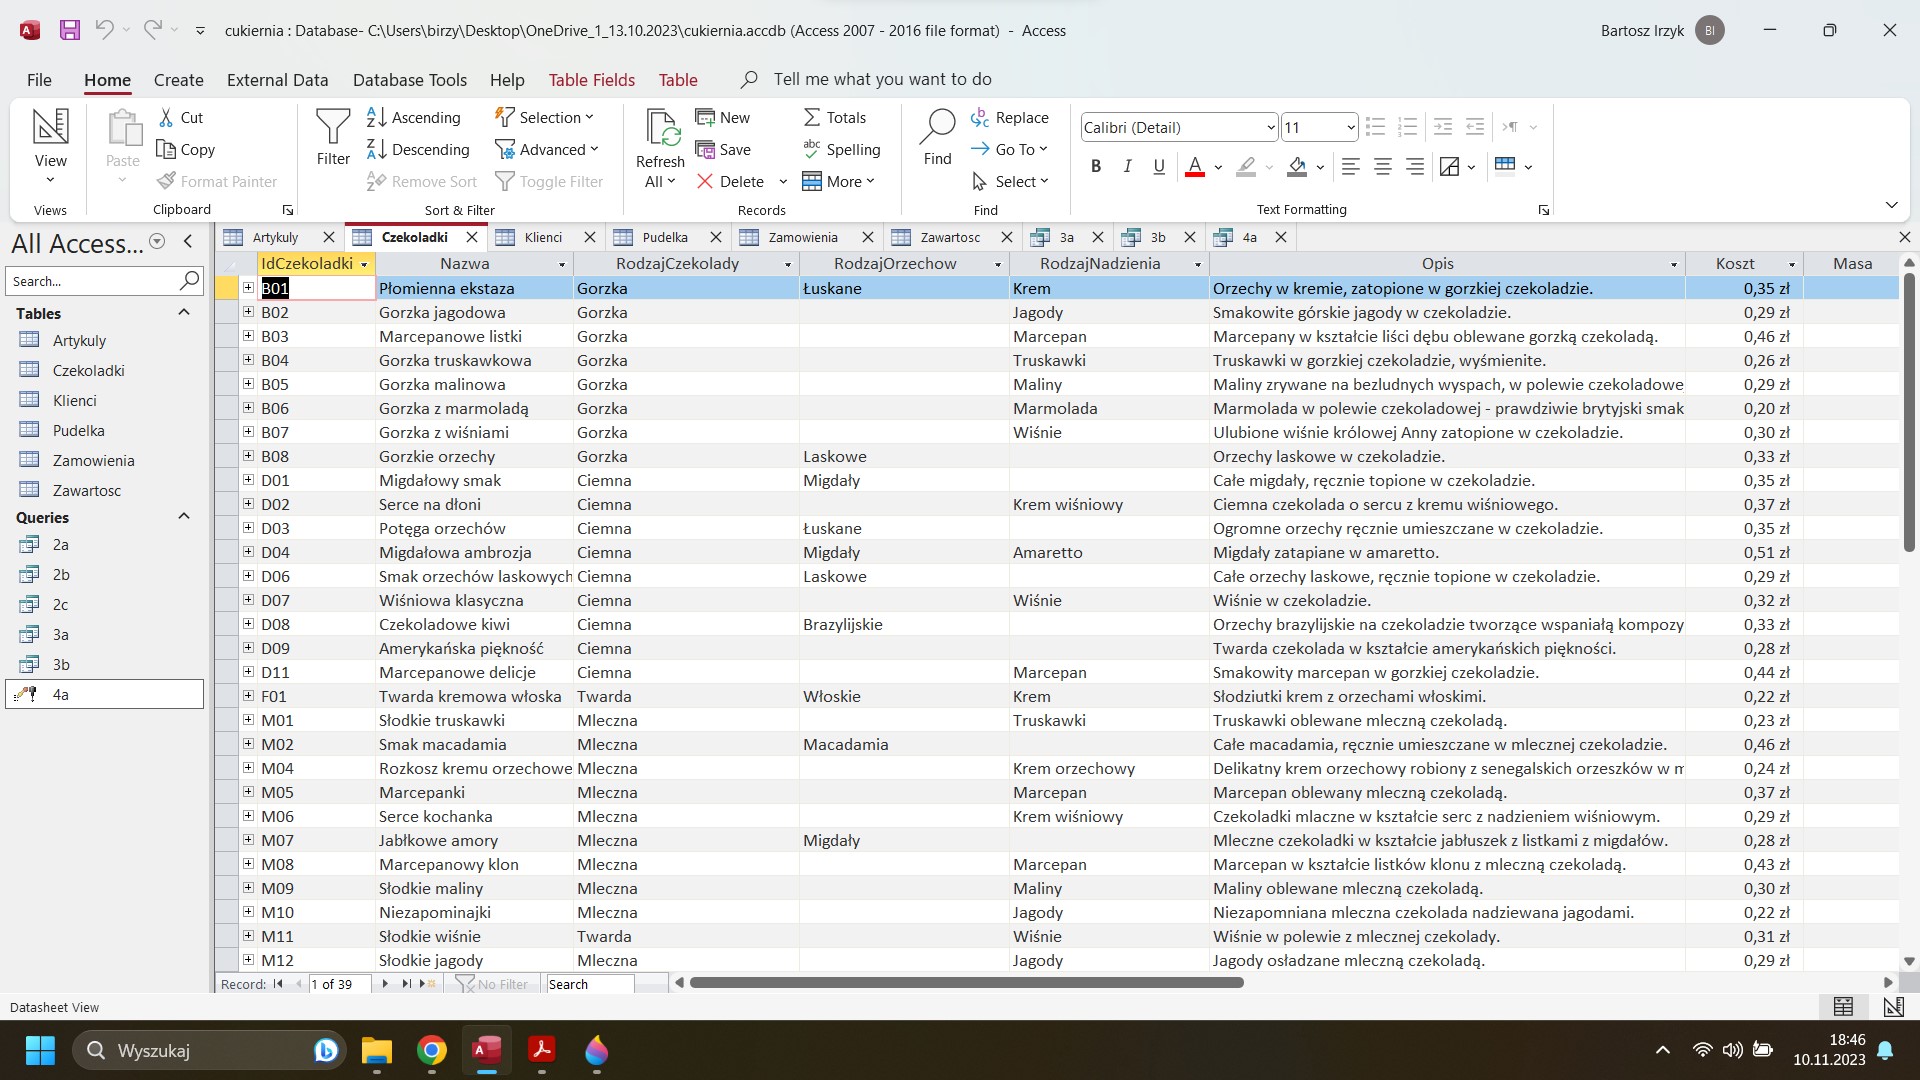 cukiernia : Database- C:\Users\birzy\Desktop\OneDrive_1_13.10.2023\cukiernia.accdb (Access 2007 - 2016 file format) - Access
Bartosz Irzyk BI
File Home Create External Data Database Tools Help Table Fields Table Tell me what you want to do
View
Views
Paste
Cut
Copy
Format Painter
Clipboard
Filter
Ascending
Descending
Remove Sort
Selection
Advanced
Toggle Filter
Sort & Filter
Refresh
All
New
Save
Delete
Totals
Spelling
More
Records
Find
Replace
Go To
Select
Find
Calibri (Detail) 11
B I U A
Text Formatting
All Access...
Search...
Tables
Artykuly
Czekoladki
Klienci
Pudelka
Zamowienia
Zawartosc
Queries
2a
2b
2c
3a
3b
4a
Artykuly Czekoladki Klienci Pudelka Zamowienia Zawartosc 3a 3b 4a
IdCzekoladki Nazwa RodzajCzekolady RodzajOrzechow RodzajNadzienia Opis Koszt Masa
B01 Płomienna ekstaza Gorzka Łuskane Krem Orzechy w kremie, zatopione w gorzkiej czekoladzie. 0,35 zł
B02 Gorzka jagodowa Gorzka Jagody Smakowite górskie jagody w czekoladzie. 0,29 zł
B03 Marcepanowe listki Gorzka Marcepan Marcepany w kształcie liści dębu oblewane gorzką czekoladą. 0,46 zł
B04 Gorzka truskawkowa Gorzka Truskawki Truskawki w gorzkiej czekoladzie, wyśmienite. 0,26 zł
B05 Gorzka malinowa Gorzka Maliny Maliny zrywane na bezludnych wyspach, w polewie czekoladowe 0,29 zł
B06 Gorzka z marmoladą Gorzka Marmolada Marmolada w polewie czekoladowej - prawdziwie brytyjski smak 0,20 zł
B07 Gorzka z wiśniami Gorzka Wiśnie Ulubione wiśnie królowej Anny zatopione w czekoladzie. 0,30 zł
B08 Gorzkie orzechy Gorzka Laskowe Orzechy laskowe w czekoladzie. 0,33 zł
D01 Migdałowy smak Ciemna Migdały Całe migdały, ręcznie topione w czekoladzie. 0,35 zł
D02 Serce na dłoni Ciemna Krem wiśniowy Ciemna czekolada o sercu z kremu wiśniowego. 0,37 zł
D03 Potęga orzechów Ciemna Łuskane Ogromne orzechy ręcznie umieszczane w czekoladzie. 0,35 zł
D04 Migdałowa ambrozja Ciemna Migdały Amaretto Migdały zatapiane w amaretto. 0,51 zł
D06 Smak orzechów laskowych Ciemna Laskowe Całe orzechy laskowe, ręcznie topione w czekoladzie. 0,29 zł
D07 Wiśniowa klasyczna Ciemna Wiśnie Wiśnie w czekoladzie. 0,32 zł
D08 Czekoladowe kiwi Ciemna Brazylijskie Orzechy brazylijskie na czekoladzie tworzące wspaniałą kompozy 0,33 zł
D09 Amerykańska piękność Ciemna Twarda czekolada w kształcie amerykańskich piękności. 0,28 zł
D11 Marcepanowe delicje Ciemna Marcepan Smakowity marcepan w gorzkiej czekoladzie. 0,44 zł
F01 Twarda kremowa włoska Twarda Włoskie Krem Słodziutki krem z orzechami włoskimi. 0,22 zł
M01 Słodkie truskawki Mleczna Truskawki Truskawki oblewane mleczną czekoladą. 0,23 zł
M02 Smak macadamia Mleczna Macadamia Całe macadamia, ręcznie umieszczane w mlecznej czekoladzie. 0,46 zł
M04 Rozkosz kremu orzechowe Mleczna Krem orzechowy Delikatny krem orzechowy robiony z senegalskich orzeszków w m 0,24 zł
M05 Marcepanki Mleczna Marcepan Marcepan oblewany mleczną czekoladą. 0,37 zł
M06 Serce kochanka Mleczna Krem wiśniowy Czekoladki mlaczne w kształcie serc z nadzieniem wiśniowym. 0,29 zł
M07 Jabłkowe amory Mleczna Migdały Mleczne czekoladki w kształcie jabłuszek z listkami z migdałów. 0,28 zł
M08 Marcepanowy klon Mleczna Marcepan Marcepan w kształcie listków klonu z mleczną czekoladą. 0,43 zł
M09 Słodkie maliny Mleczna Maliny Maliny oblewane mleczną czekoladą. 0,30 zł
M10 Niezapominajki Mleczna Jagody Niezapomniana mleczna czekolada nadziewana jagodami. 0,22 zł
M11 Słodkie wiśnie Twarda Wiśnie Wiśnie w polewie z mlecznej czekolady. 0,31 zł
M12 Słodkie jagody Mleczna Jagody Jagody osładzane mleczną czekoladą. 0,29 zł
Record: 1 of 39 No Filter Search
Datasheet View
Wyszukaj
18:46
10.11.2023